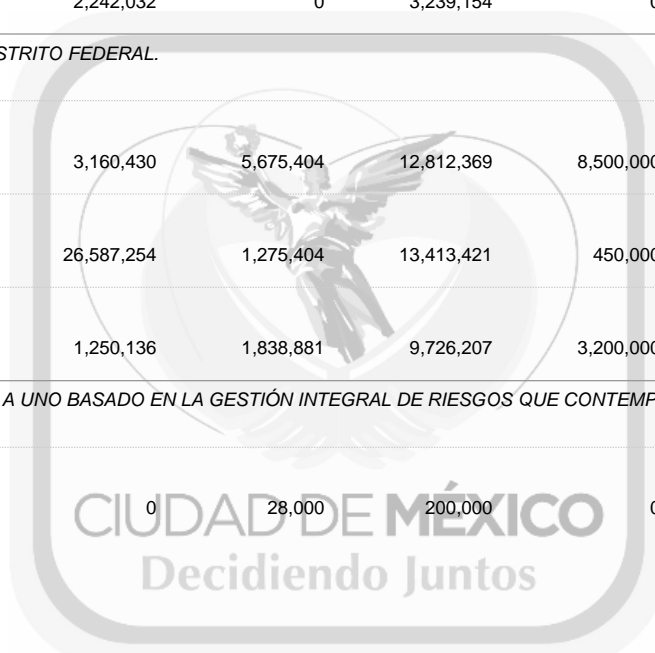 2,242,032 0 3,239,154 0
STRITO FEDERAL.
3,160,430 5,675,404 12,812,369 8,500,000
26,587,254 1,275,404 13,413,421 450,000
1,250,136 1,838,881 9,726,207 3,200,000
A UNO BASADO EN LA GESTIÓN INTEGRAL DE RIESGOS QUE CONTEMP
0 28,000 200,000 0
CIUDAD DE MÉXICO
Decidiendo Juntos